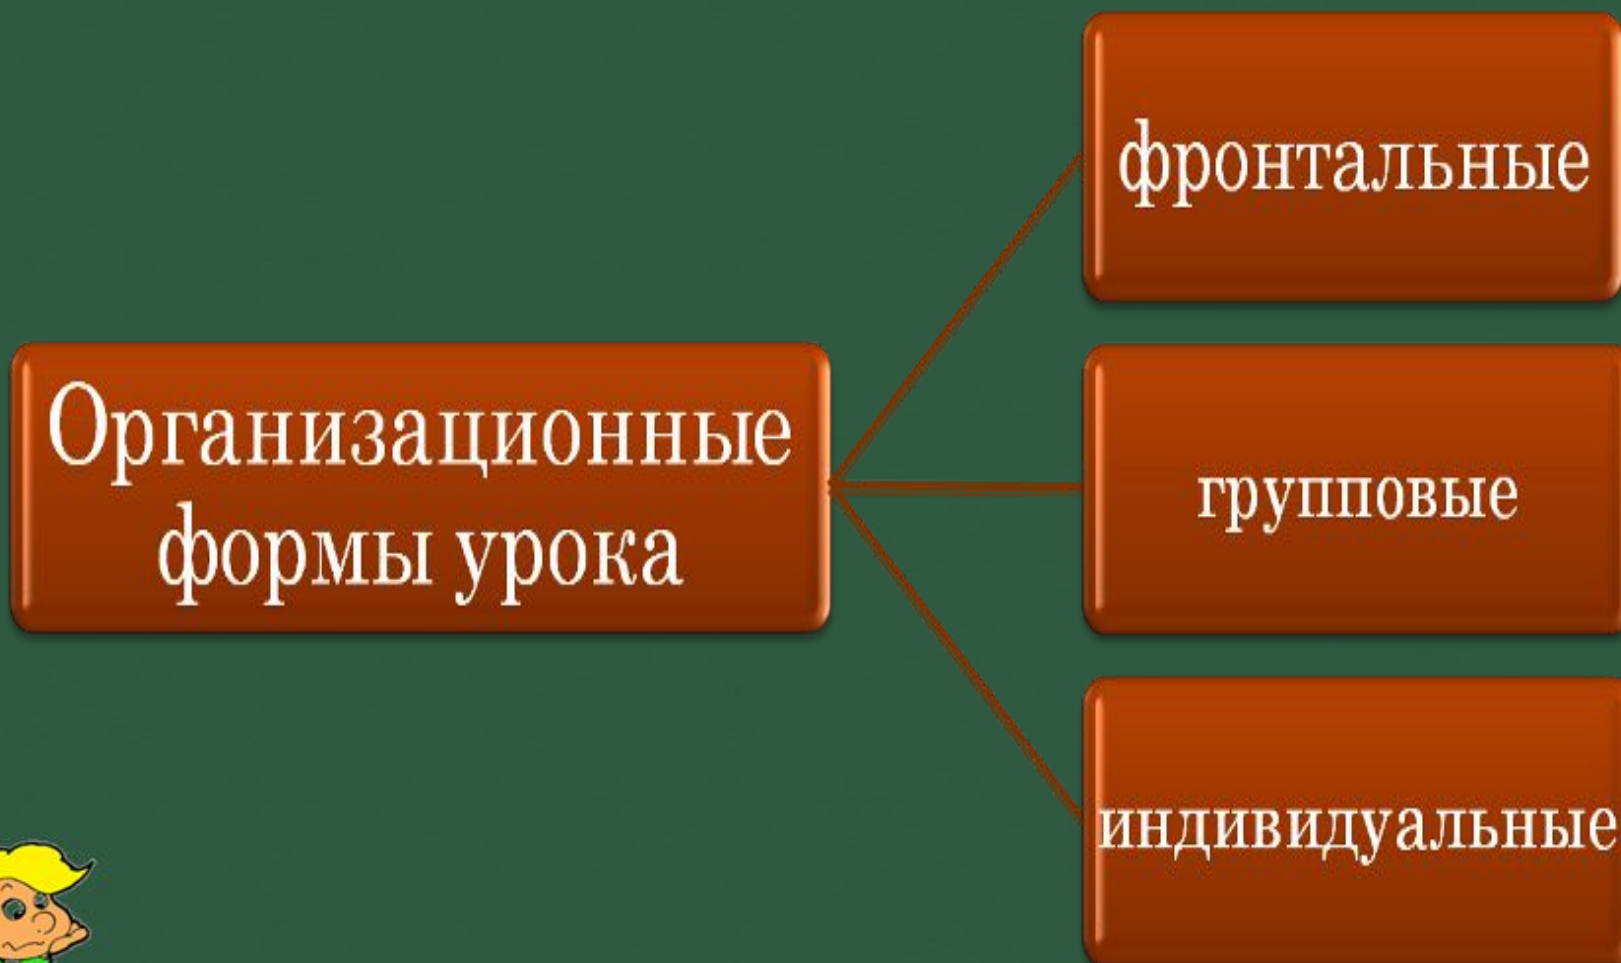 Организационные
формы урока
фронтальные
групповые
индивидуальные